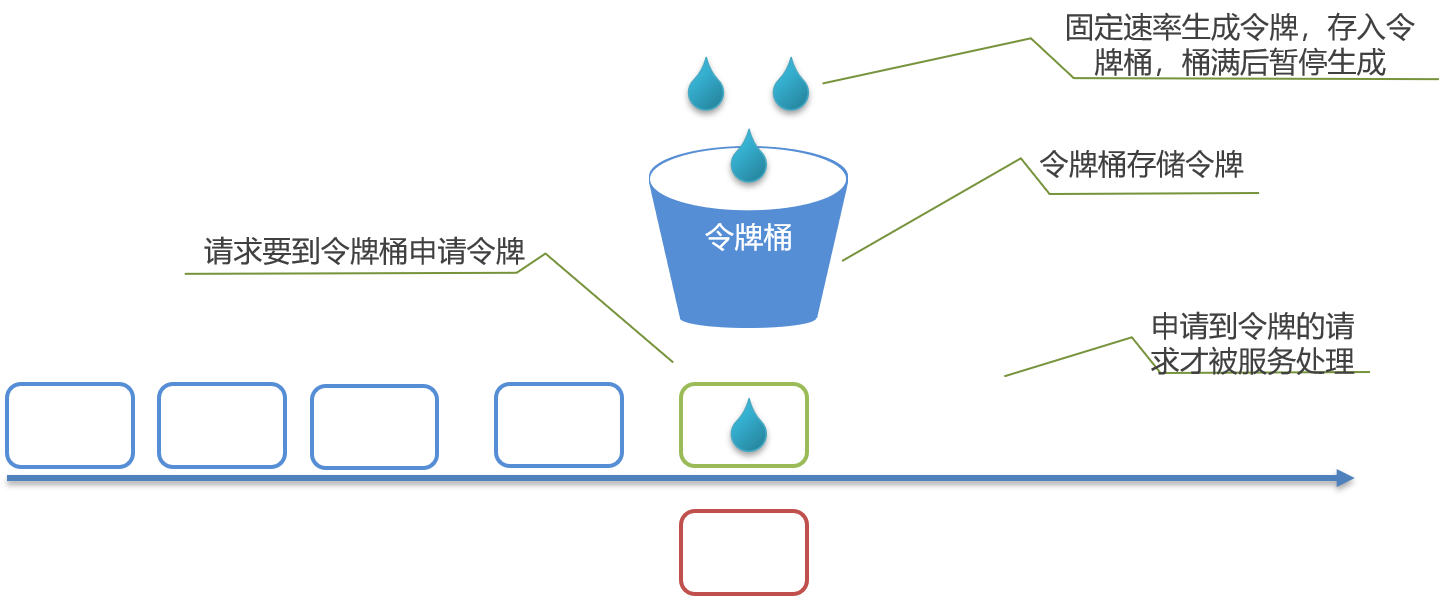 固定速率生成令牌，存入令
牌桶，桶满后暂停生成
令牌桶存储令牌
令牌桶
请求要到令牌桶申请令牌
申请到令牌的请
求才被服务处理